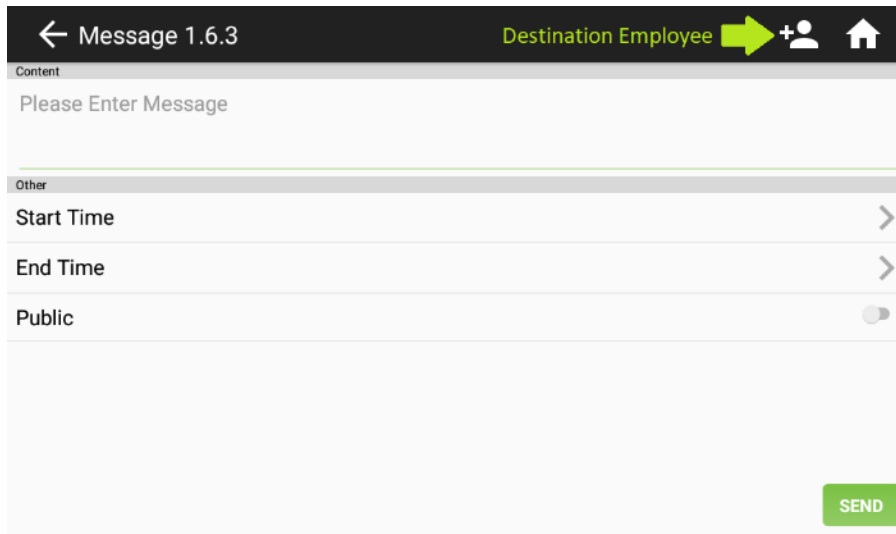 Message 1.6.3
Destination Employee
Content
Please Enter Message
Other
Start Time
End Time
Public
SEND